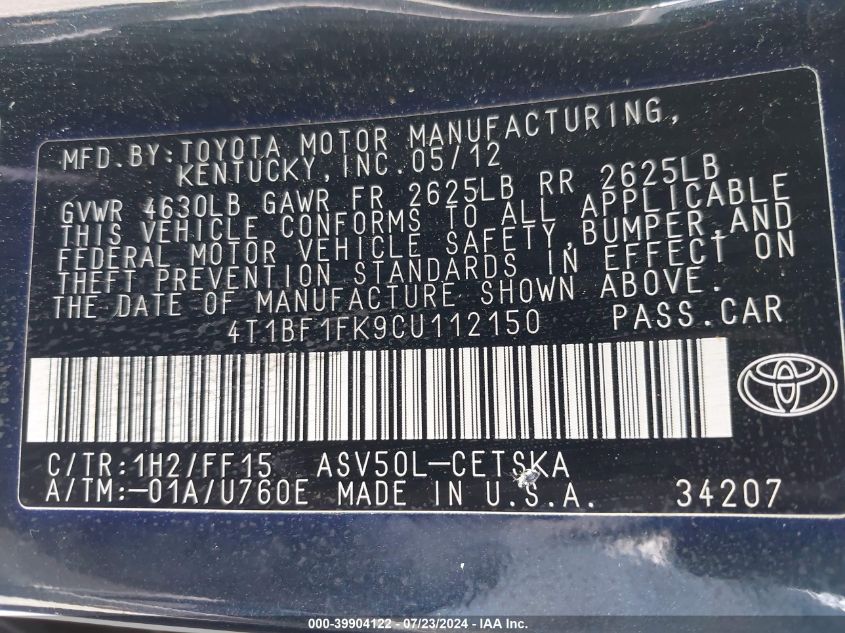 MFD.BY:TOYOTA MOTOR MANUFACTURING,
KENTUCKY,INC.05/12
GVWR 4630LB GAWR FR 2625LB RR 2625LB
THIS VEHICLE CONFORMS TO ALL APPLICABLE
FEDERAL MOTOR VEHICLE SAFETY,BUMPER,AND
THEFT PREVENTION STANDARDS IN EFFECT ON
THE DATE OF MANUFACTURE SHOWN ABOVE.
4T1BF1FK9CU112150 PASS.CAR
C/TR:1H2/FF15 ASV50L-CETSKA
A/TM:-01A/U760E MADE IN U.S.A. 34207
000-39904122 - 07/23/2024 - IAA Inc.